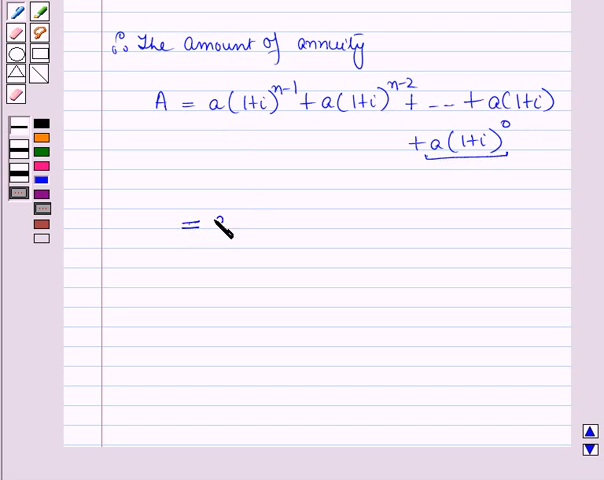 ∴ The amount of annuity
A = a(1+i)^{n-1} + a(1+i)^{n-2} + -- + a(1+i)
+ a(1+i)^0
=